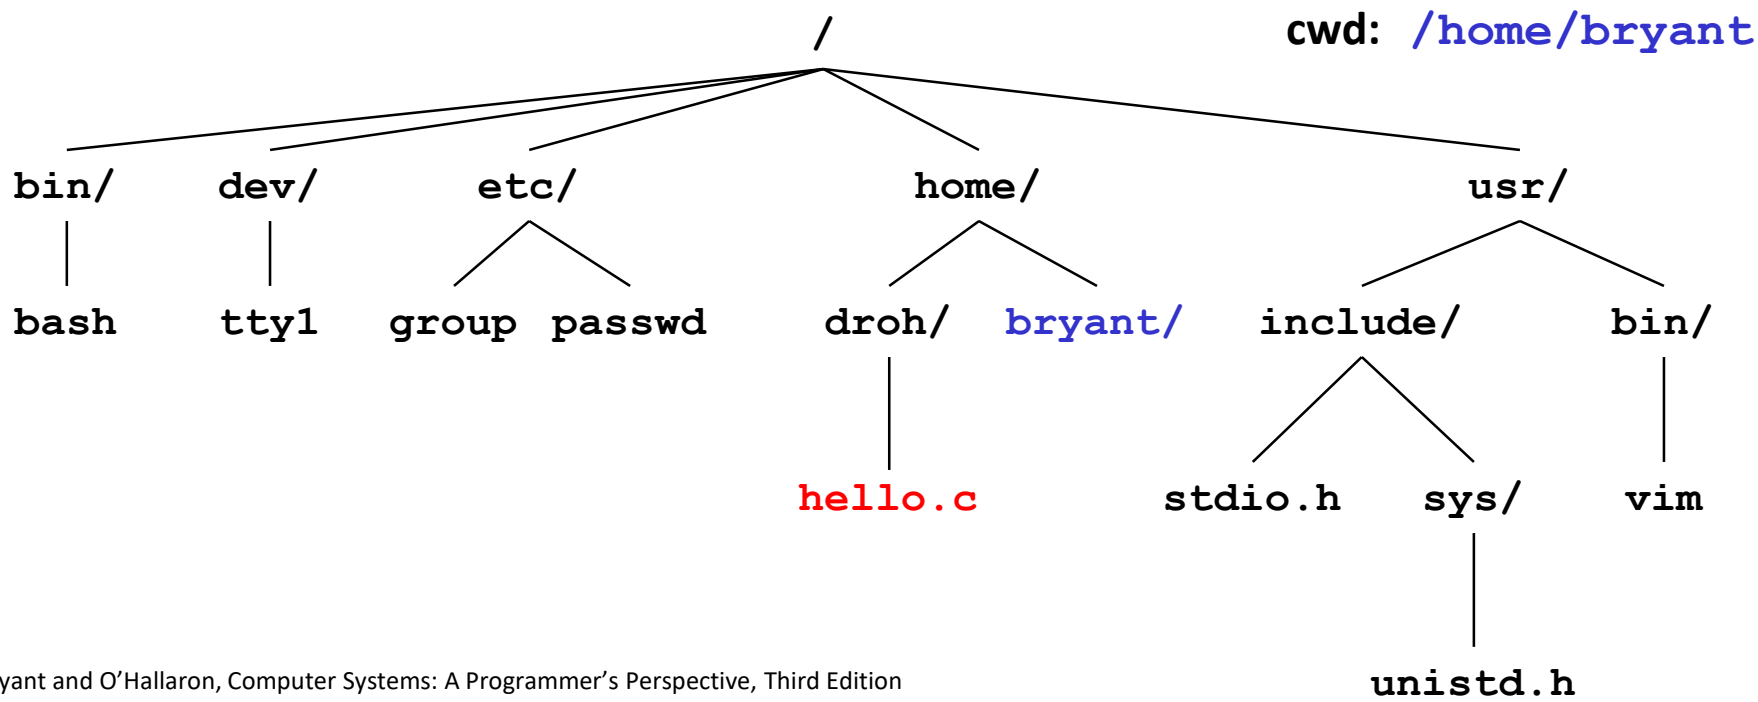 /
cwd: /home/bryant
bin/ dev/ etc/ home/ usr/
bash tty1 group passwd droh/ bryant/ include/ bin/
hello.c stdio.h sys/ vim
yant and O’Hallaron, Computer Systems: A Programmer’s Perspective, Third Edition
unistd.h